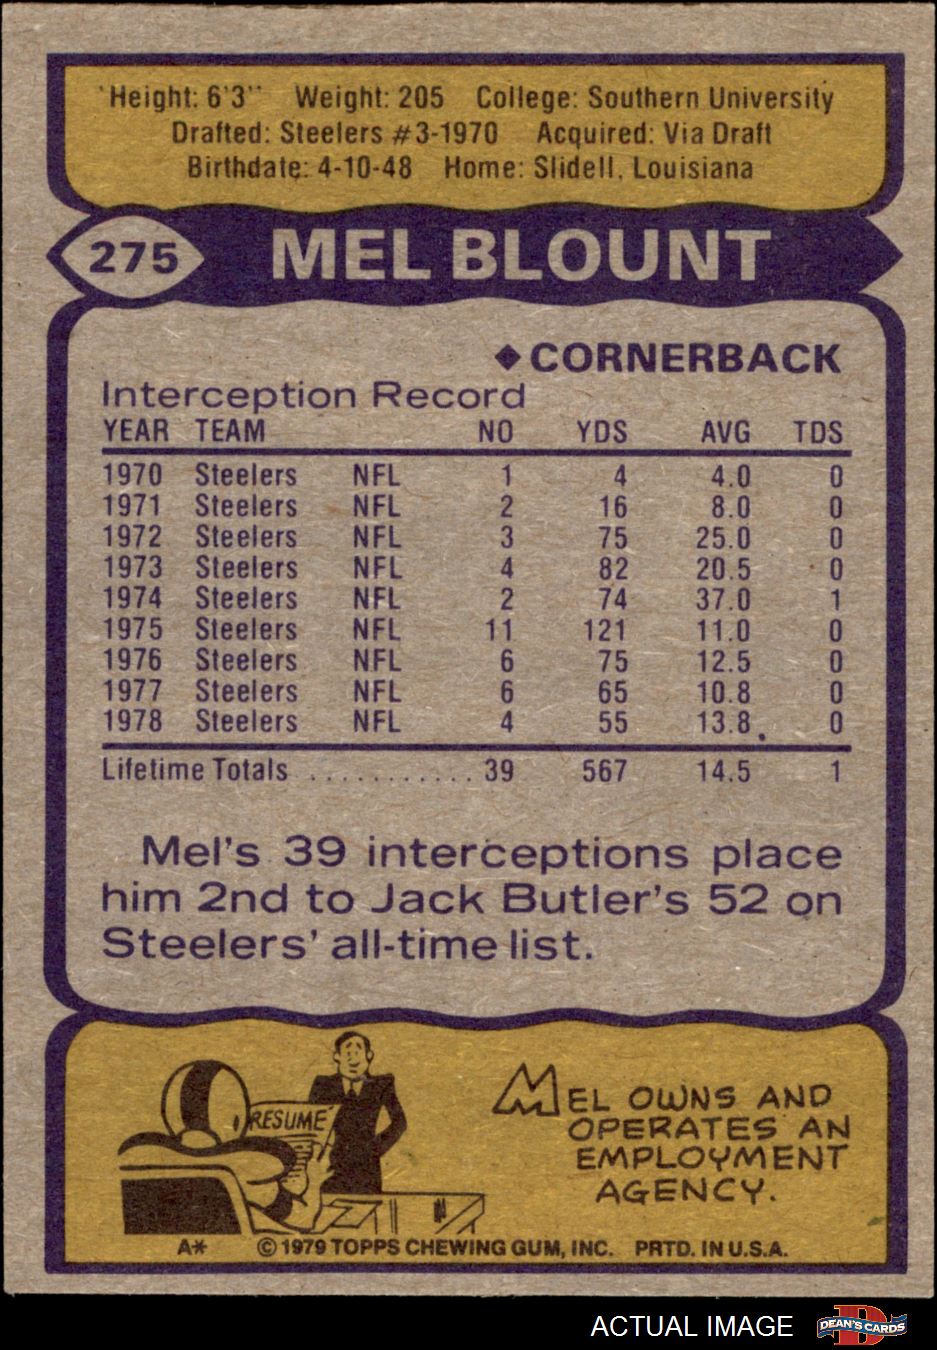 Height: 6'3" Weight: 205 College: Southern University
Drafted: Steelers #3-1970 Acquired: Via Draft
Birthdate: 4-10-48 Home: Slidell, Louisiana
275 MEL BLOUNT
◆ CORNERBACK
Interception Record
YEAR TEAM NO YDS AVG TDS
1970 Steelers NFL 1 4 4.0 0
1971 Steelers NFL 2 16 8.0 0
1972 Steelers NFL 3 75 25.0 0
1973 Steelers NFL 4 82 20.5 0
1974 Steelers NFL 2 74 37.0 1
1975 Steelers NFL 11 121 11.0 0
1976 Steelers NFL 6 75 12.5 0
1977 Steelers NFL 6 65 10.8 0
1978 Steelers NFL 4 55 13.8 0
Lifetime Totals ........... 39 567 14.5 1
Mel's 39 interceptions place
him 2nd to Jack Butler's 52 on
Steelers' all-time list.
RESUME
MEL OWNS AND
OPERATES AN
EMPLOYMENT
AGENCY.
A* © 1979 TOPPS CHEWING GUM, INC. PRTD. IN U.S.A.
ACTUAL IMAGE
D
DEAN'S CARDS